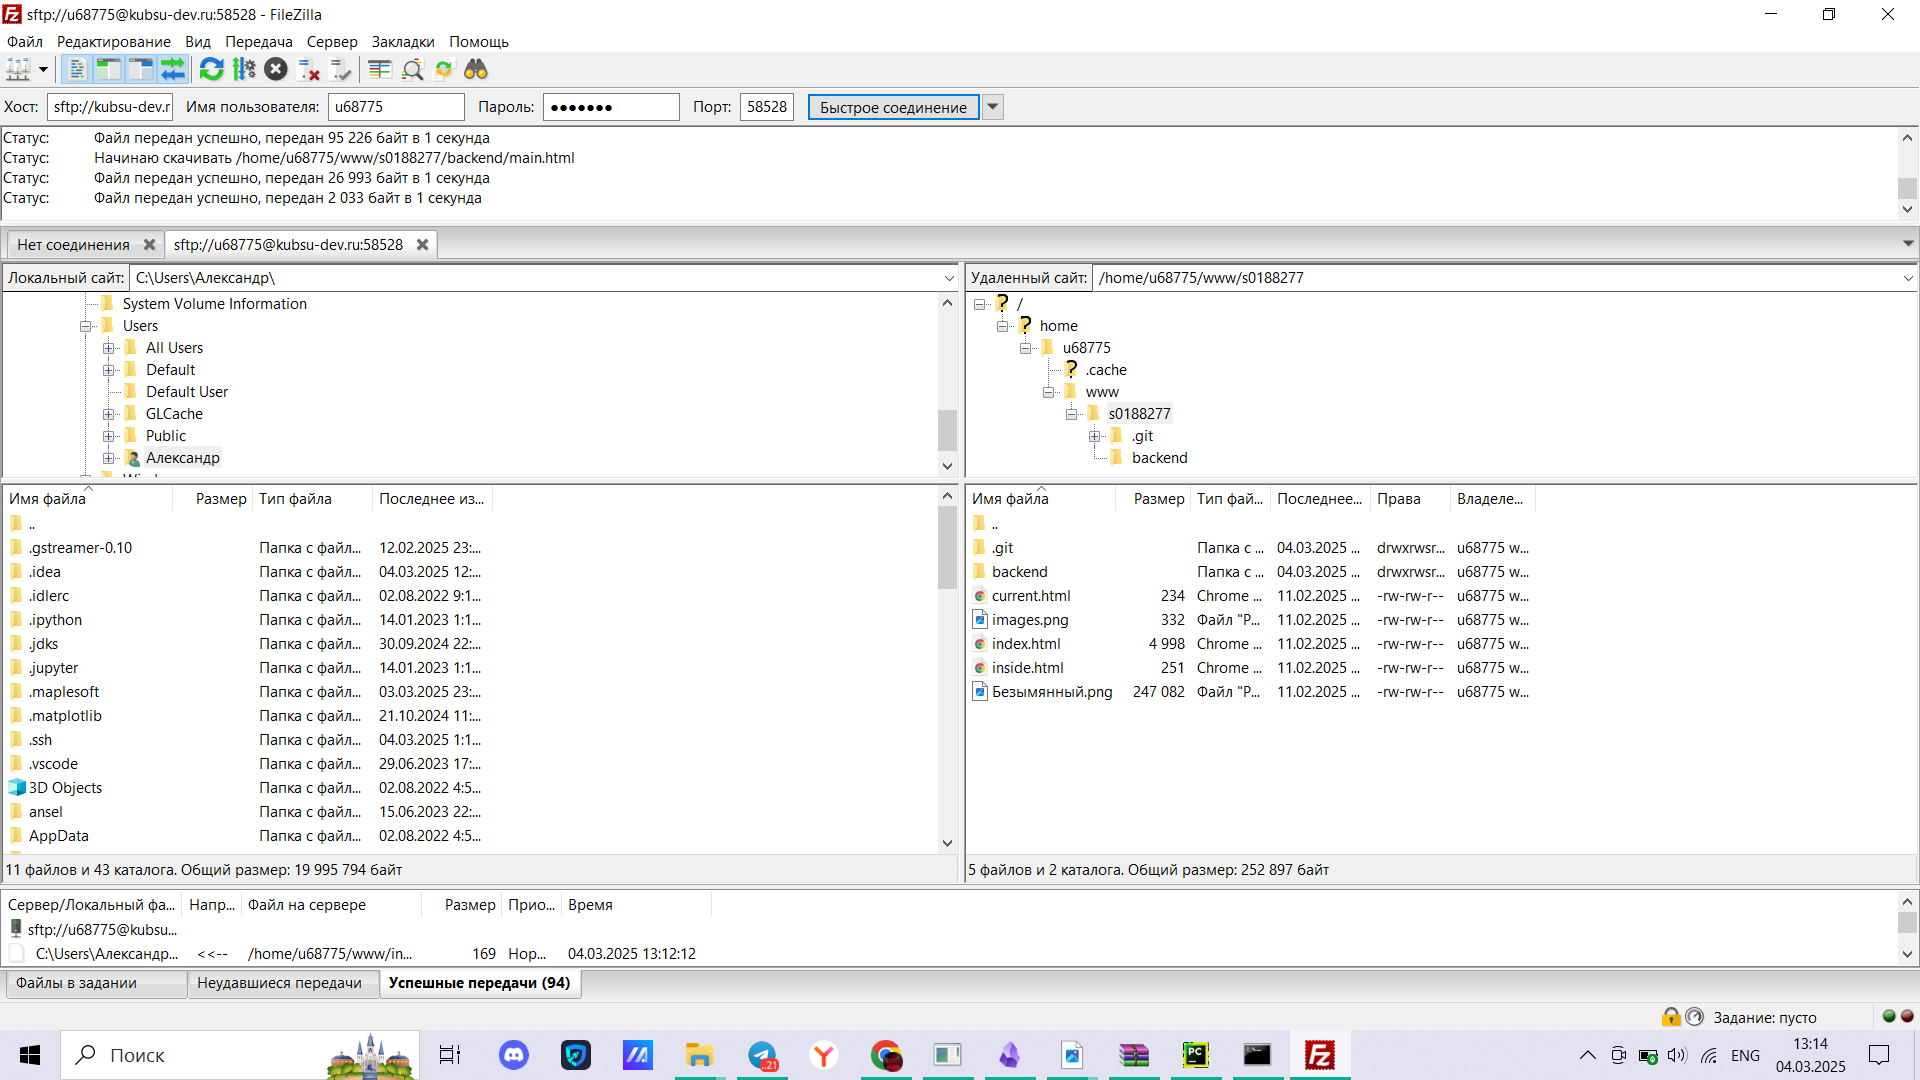 sftp://u68775@kubsu-dev.ru:58528 - FileZilla
Файл Редактирование Вид Передача Сервер Закладки Помощь
Хост: sftp://kubsu-dev.r Имя пользователя: u68775 Пароль: ●●●●●●● Порт: 58528 Быстрое соединение
Статус: Файл передан успешно, передан 95 226 байт в 1 секунда
Статус: Начинаю скачивать /home/u68775/www/s0188277/backend/main.html
Статус: Файл передан успешно, передан 26 993 байт в 1 секунда
Статус: Файл передан успешно, передан 2 033 байт в 1 секунда
Нет соединения sftp://u68775@kubsu-dev.ru:58528
Локальный сайт: C:\Users\Александр\
System Volume Information
Users
All Users
Default
Default User
GLCache
Public
Александр
Имя файла Размер Тип файла Последнее из...
..
.gstreamer-0.10 Папка с файл... 12.02.2025 23:...
.idea Папка с файл... 04.03.2025 12:...
.idlerc Папка с файл... 02.08.2022 9:1...
.ipython Папка с файл... 14.01.2023 1:1...
.jdks Папка с файл... 30.09.2024 22:...
.jupyter Папка с файл... 14.01.2023 1:1...
.maplesoft Папка с файл... 03.03.2025 23:...
.matplotlib Папка с файл... 21.10.2024 11:...
.ssh Папка с файл... 04.03.2025 1:1...
.vscode Папка с файл... 29.06.2023 17:...
3D Objects Папка с файл... 02.08.2022 4:5...
ansel Папка с файл... 15.06.2023 22:...
AppData Папка с файл... 02.08.2022 4:5...
11 файлов и 43 каталога. Общий размер: 19 995 794 байт
Удаленный сайт: /home/u68775/www/s0188277
/
home
u68775
.cache
www
s0188277
.git
backend
Имя файла Размер Тип фай... Последнее... Права Владеле...
..
.git Папка с ... 04.03.2025 ... drwxrwsr... u68775 w...
backend Папка с ... 04.03.2025 ... drwxrwsr... u68775 w...
current.html 234 Chrome ... 11.02.2025 ... -rw-rw-r-- u68775 w...
images.png 332 Файл "P... 11.02.2025 ... -rw-rw-r-- u68775 w...
index.html 4 998 Chrome ... 11.02.2025 ... -rw-rw-r-- u68775 w...
inside.html 251 Chrome ... 11.02.2025 ... -rw-rw-r-- u68775 w...
Безымянный.png 247 082 Файл "P... 11.02.2025 ... -rw-rw-r-- u68775 w...
5 файлов и 2 каталога. Общий размер: 252 897 байт
Сервер/Локальный фа... Напр... Файл на сервере Размер Прио... Время
sftp://u68775@kubsu...
C:\Users\Александр... <<-- /home/u68775/www/in... 169 Нор... 04.03.2025 13:12:12
Файлы в задании Неудавшиеся передачи Успешные передачи (94)
Задание: пусто
Поиск
..21
ENG
13:14
04.03.2025